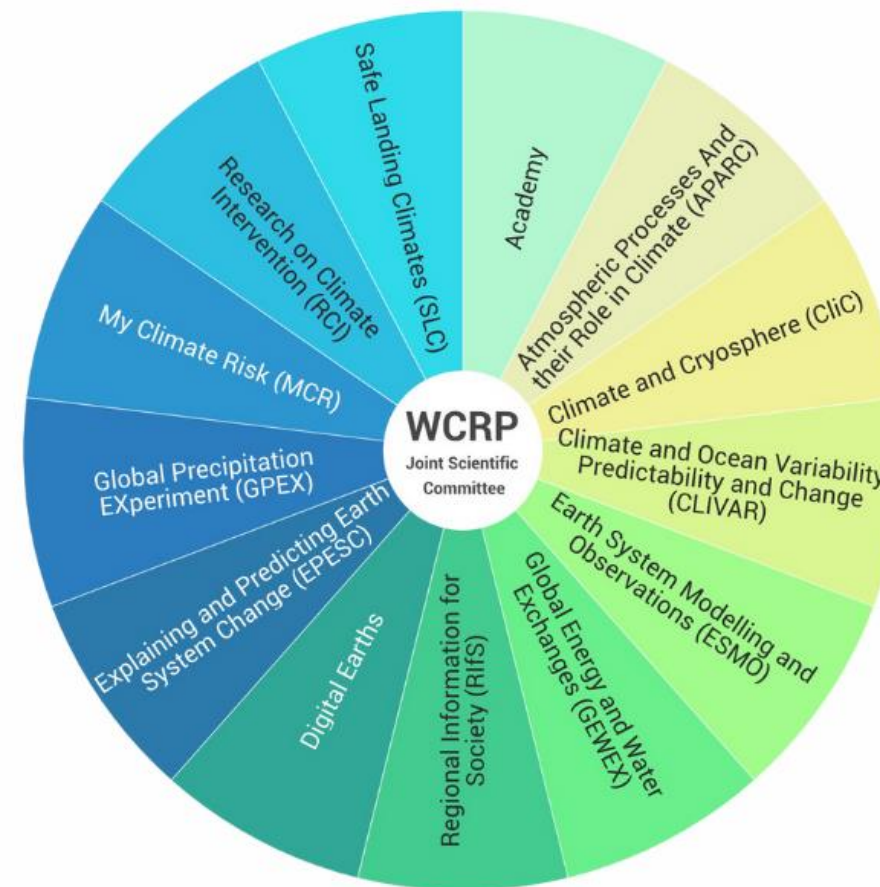 WCRP
Joint Scientific
Committee
Academy
Atmospheric Processes And
their Role in Climate (APARC)
Climate and Cryosphere (CliC)
Climate and Ocean Variability
Predictability and Change
(CLIVAR)
Earth System Modelling and
Observations (ESMO)
Global Energy and Water
Exchanges (GEWEX)
Regional Information for
Society (RIfS)
Digital Earths
Explaining and Predicting Earth
System Change (EPESC)
Global Precipitation
EXperiment (GPEX)
My Climate Risk (MCR)
Research on Climate
Intervention (RCI)
Safe Landing Climates (SLC)